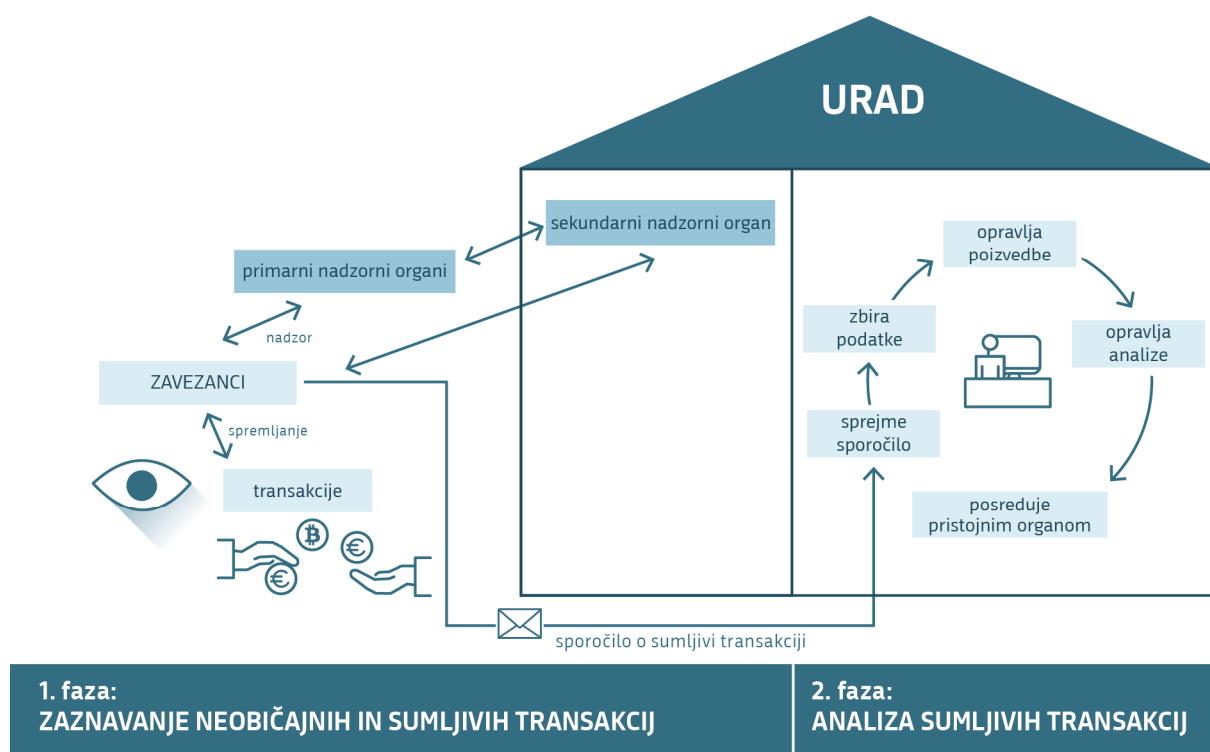 URAD
sekundarni nadzorni organ
primarni nadzorni organi
nadzor
ZAVEZANCI
spremljanje
transakcije
sporočilo o sumljivi transakciji
opravlja
poizvedbe
zbira
podatke
opravlja
analize
sprejme
sporočilo
posreduje
pristojnim organom
1. faza:
ZAZNAVANJE NEOBIČAJNIH IN SUMLJIVIH TRANSAKCIJ
2. faza:
ANALIZA SUMLJIVIH TRANSAKCIJ